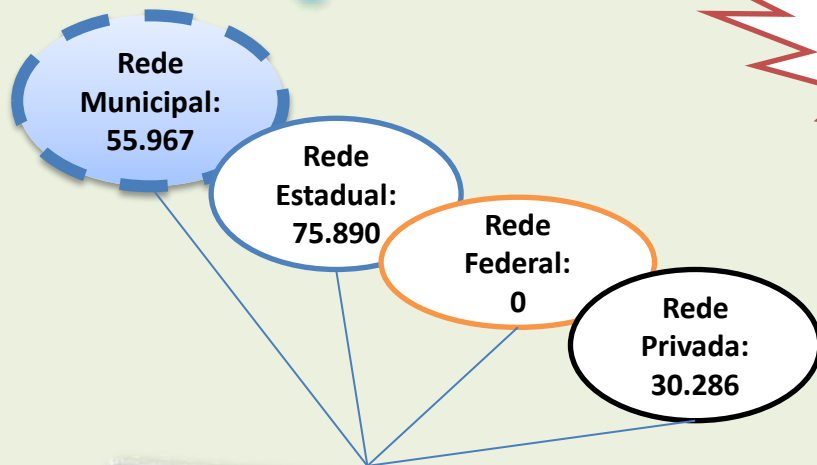 Rede
Municipal:
55.967
Rede
Estadual:
75.890
Rede
Federal:
0
Rede
Privada:
30.286